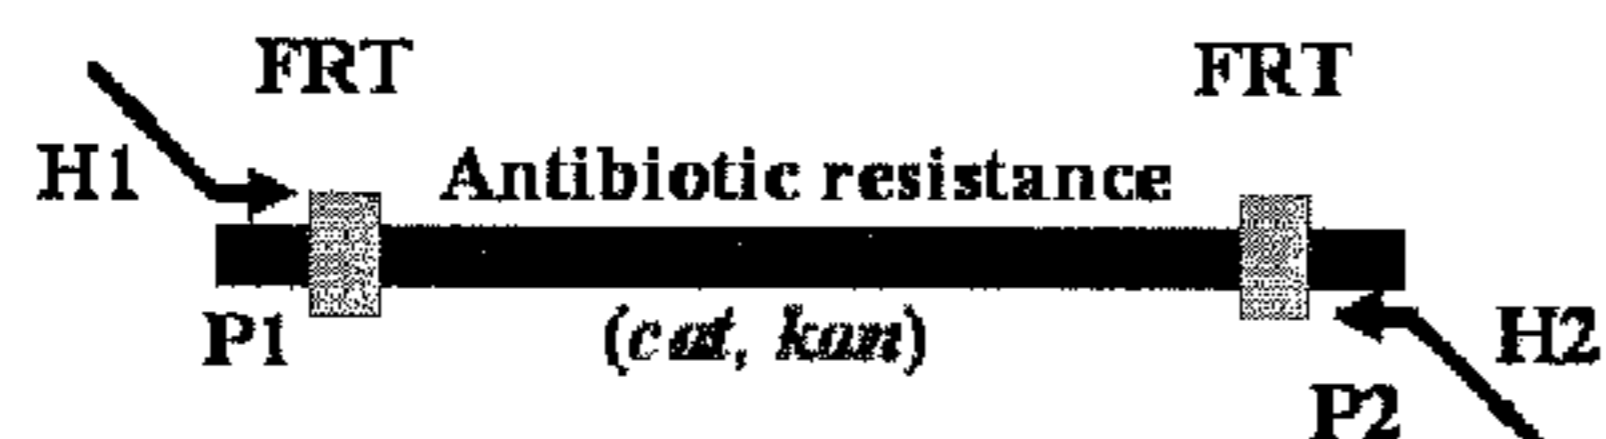 FRT FRT
H1 Antibiotic resistance
P1 (cat, kan) H2
P2